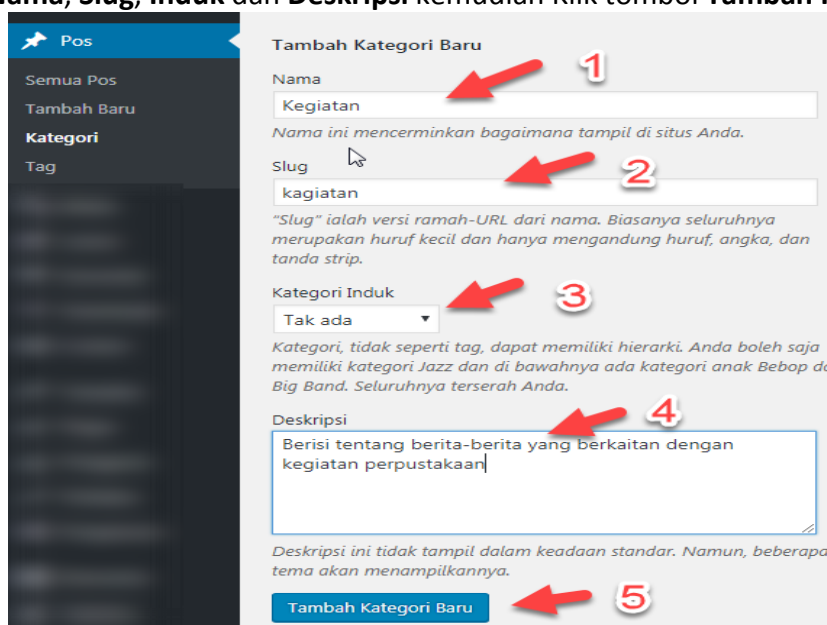 Slug, Induk dan Deskripsi kemudian Klik tombol Tambah
Pos
Semua Pos
Tambah Baru
Kategori
Tag
Tambah Kategori Baru
1
Nama
Kegiatan
Nama ini mencerminkan bagaimana tampil di situs Anda.
Slug
2
kagiatan
“Slug” ialah versi ramah-URL dari nama. Biasanya seluruhnya
merupakan huruf kecil dan hanya mengandung huruf, angka, dan
tanda strip.
Kategori Induk
3
Tak ada
Kategori, tidak seperti tag, dapat memiliki hierarki. Anda boleh saja
memiliki kategori Jazz dan di bawahnya ada kategori anak Bebop
Big Band. Seluruhnya terserah Anda.
Deskripsi
4
Berisi tentang berita-berita yang berkaitan dengan
kegiatan perpustakaan
Deskripsi ini tidak tampil dalam keadaan standar. Namun, beberapa
tema akan menampilkannya.
Tambah Kategori Baru
5